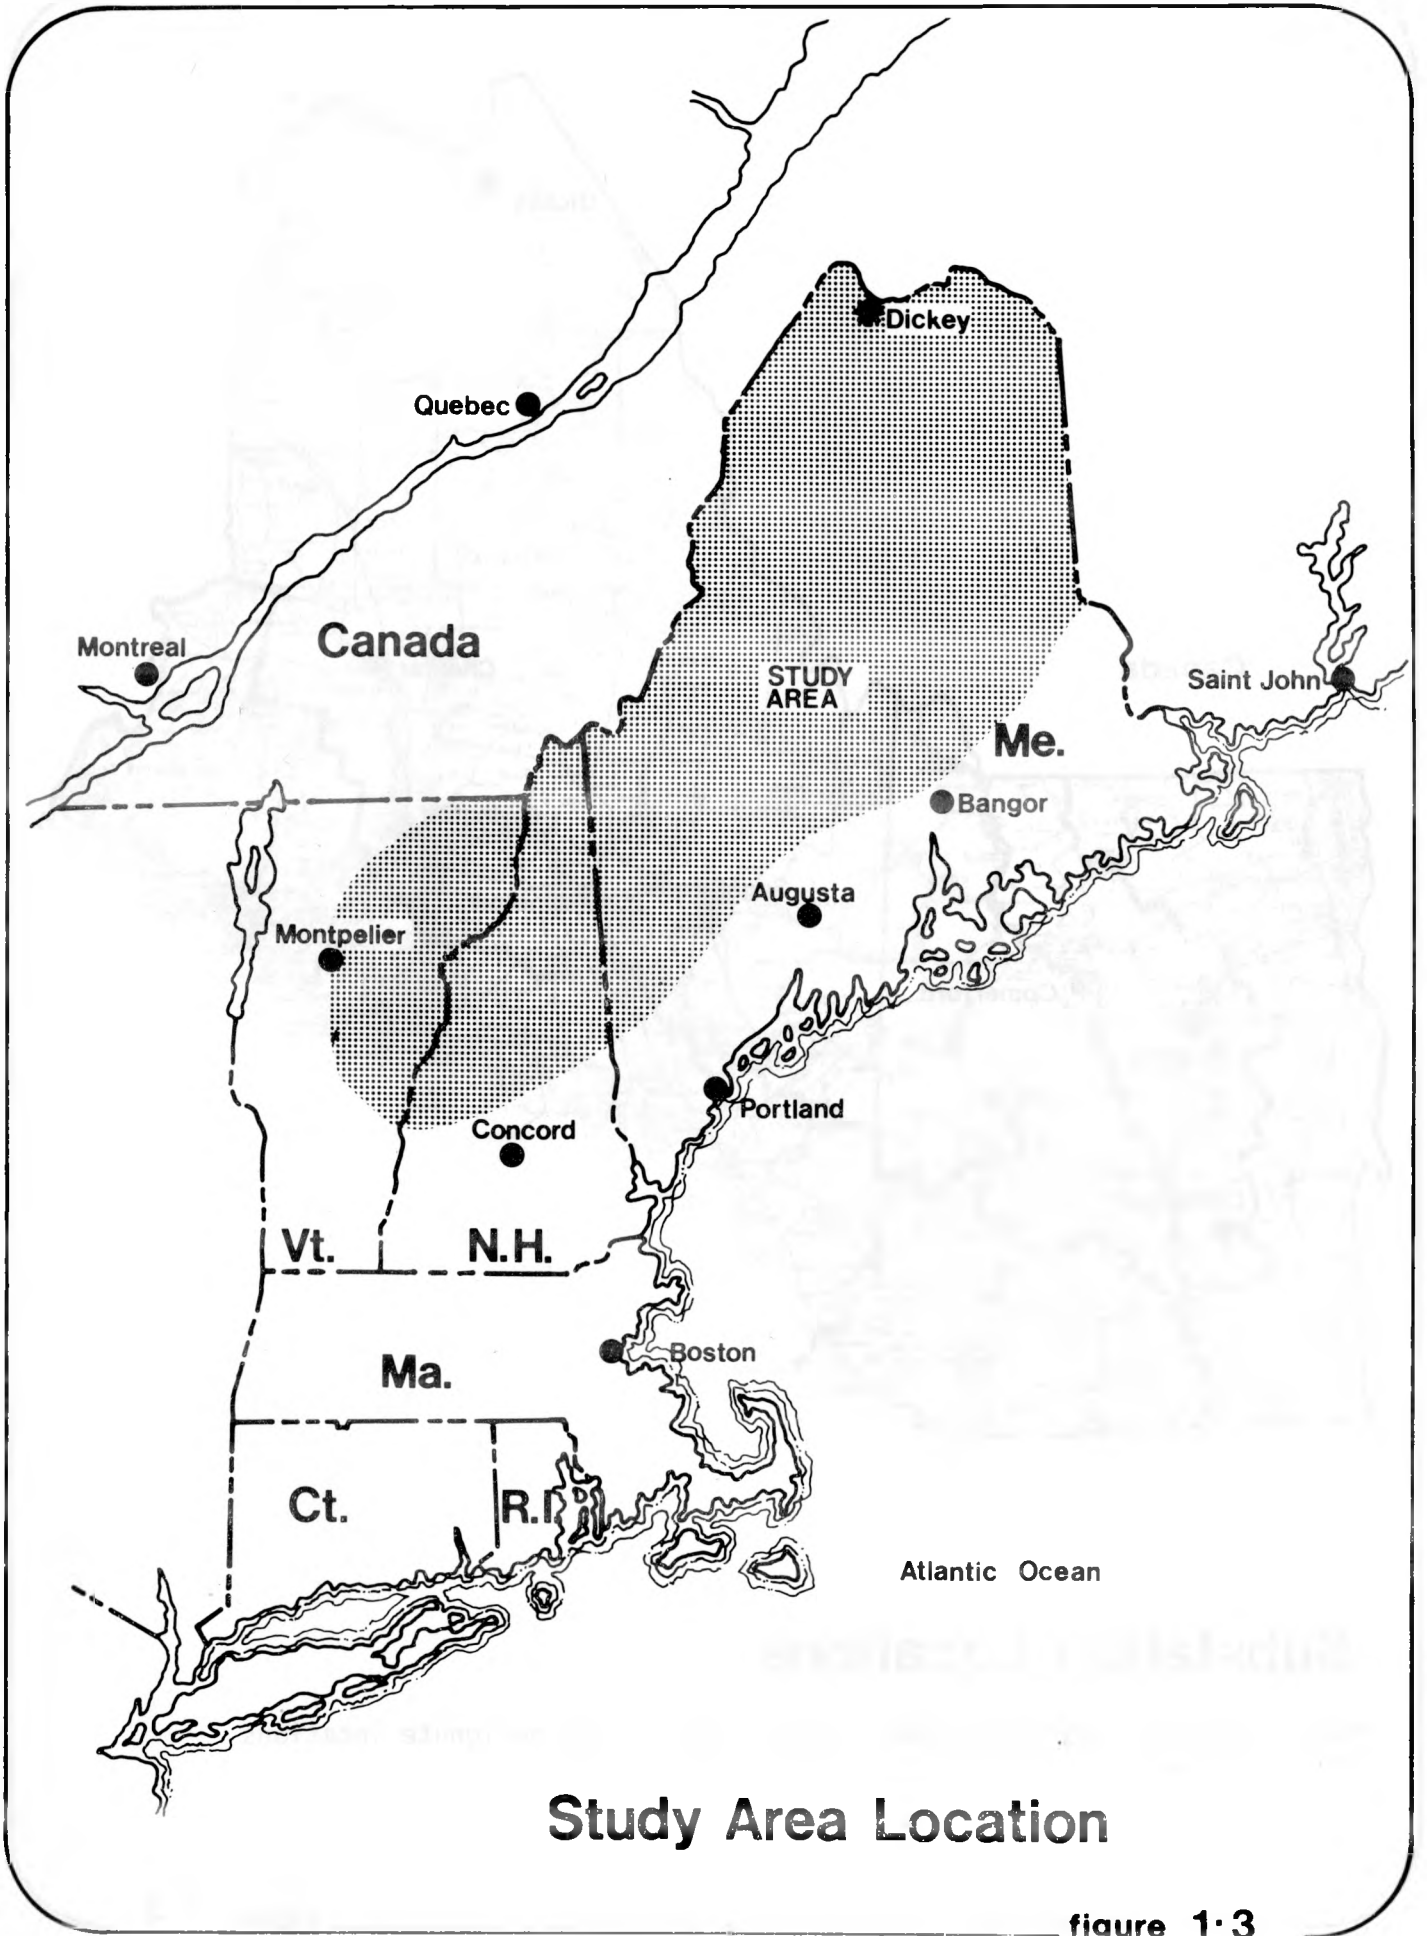 Dickey
Quebec
Canada
Montreal
STUDY
AREA
Saint John
Me.
Bangor
Augusta
Montpelier
Portland
Concord
Vt.
N.H.
Boston
Ma.
Ct.
R.I.
Atlantic Ocean
Study Area Location
figure 1·3